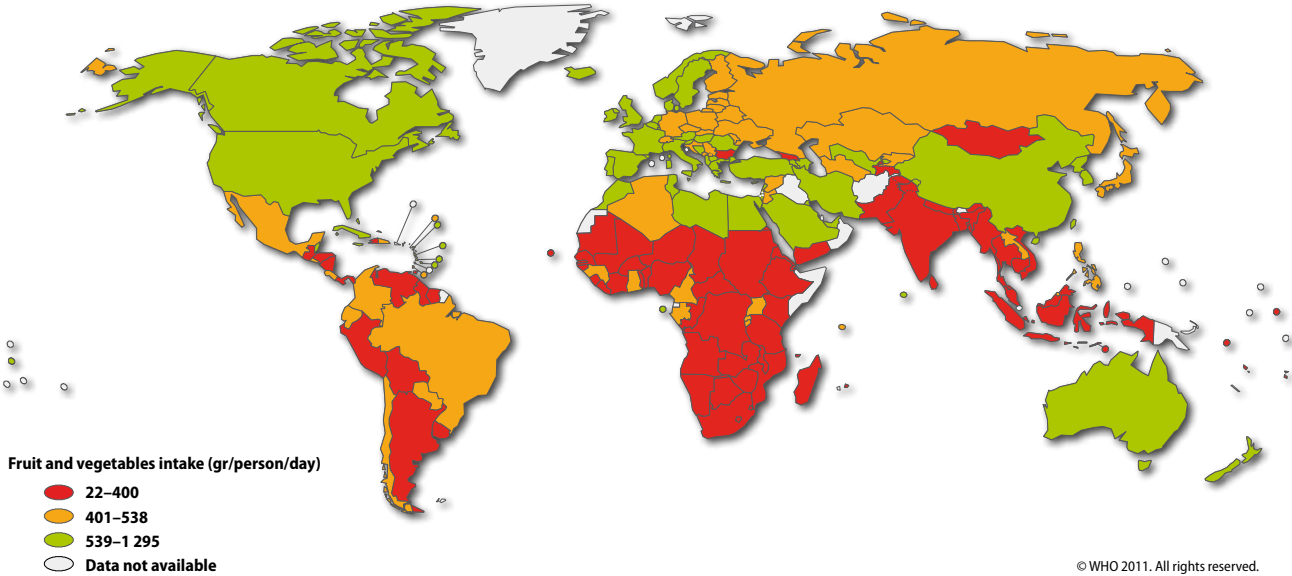 Fruit and vegetables intake (gr/person/day)
22–400
401–538
539–1 295
Data not available
© WHO 2011. All rights reserved.